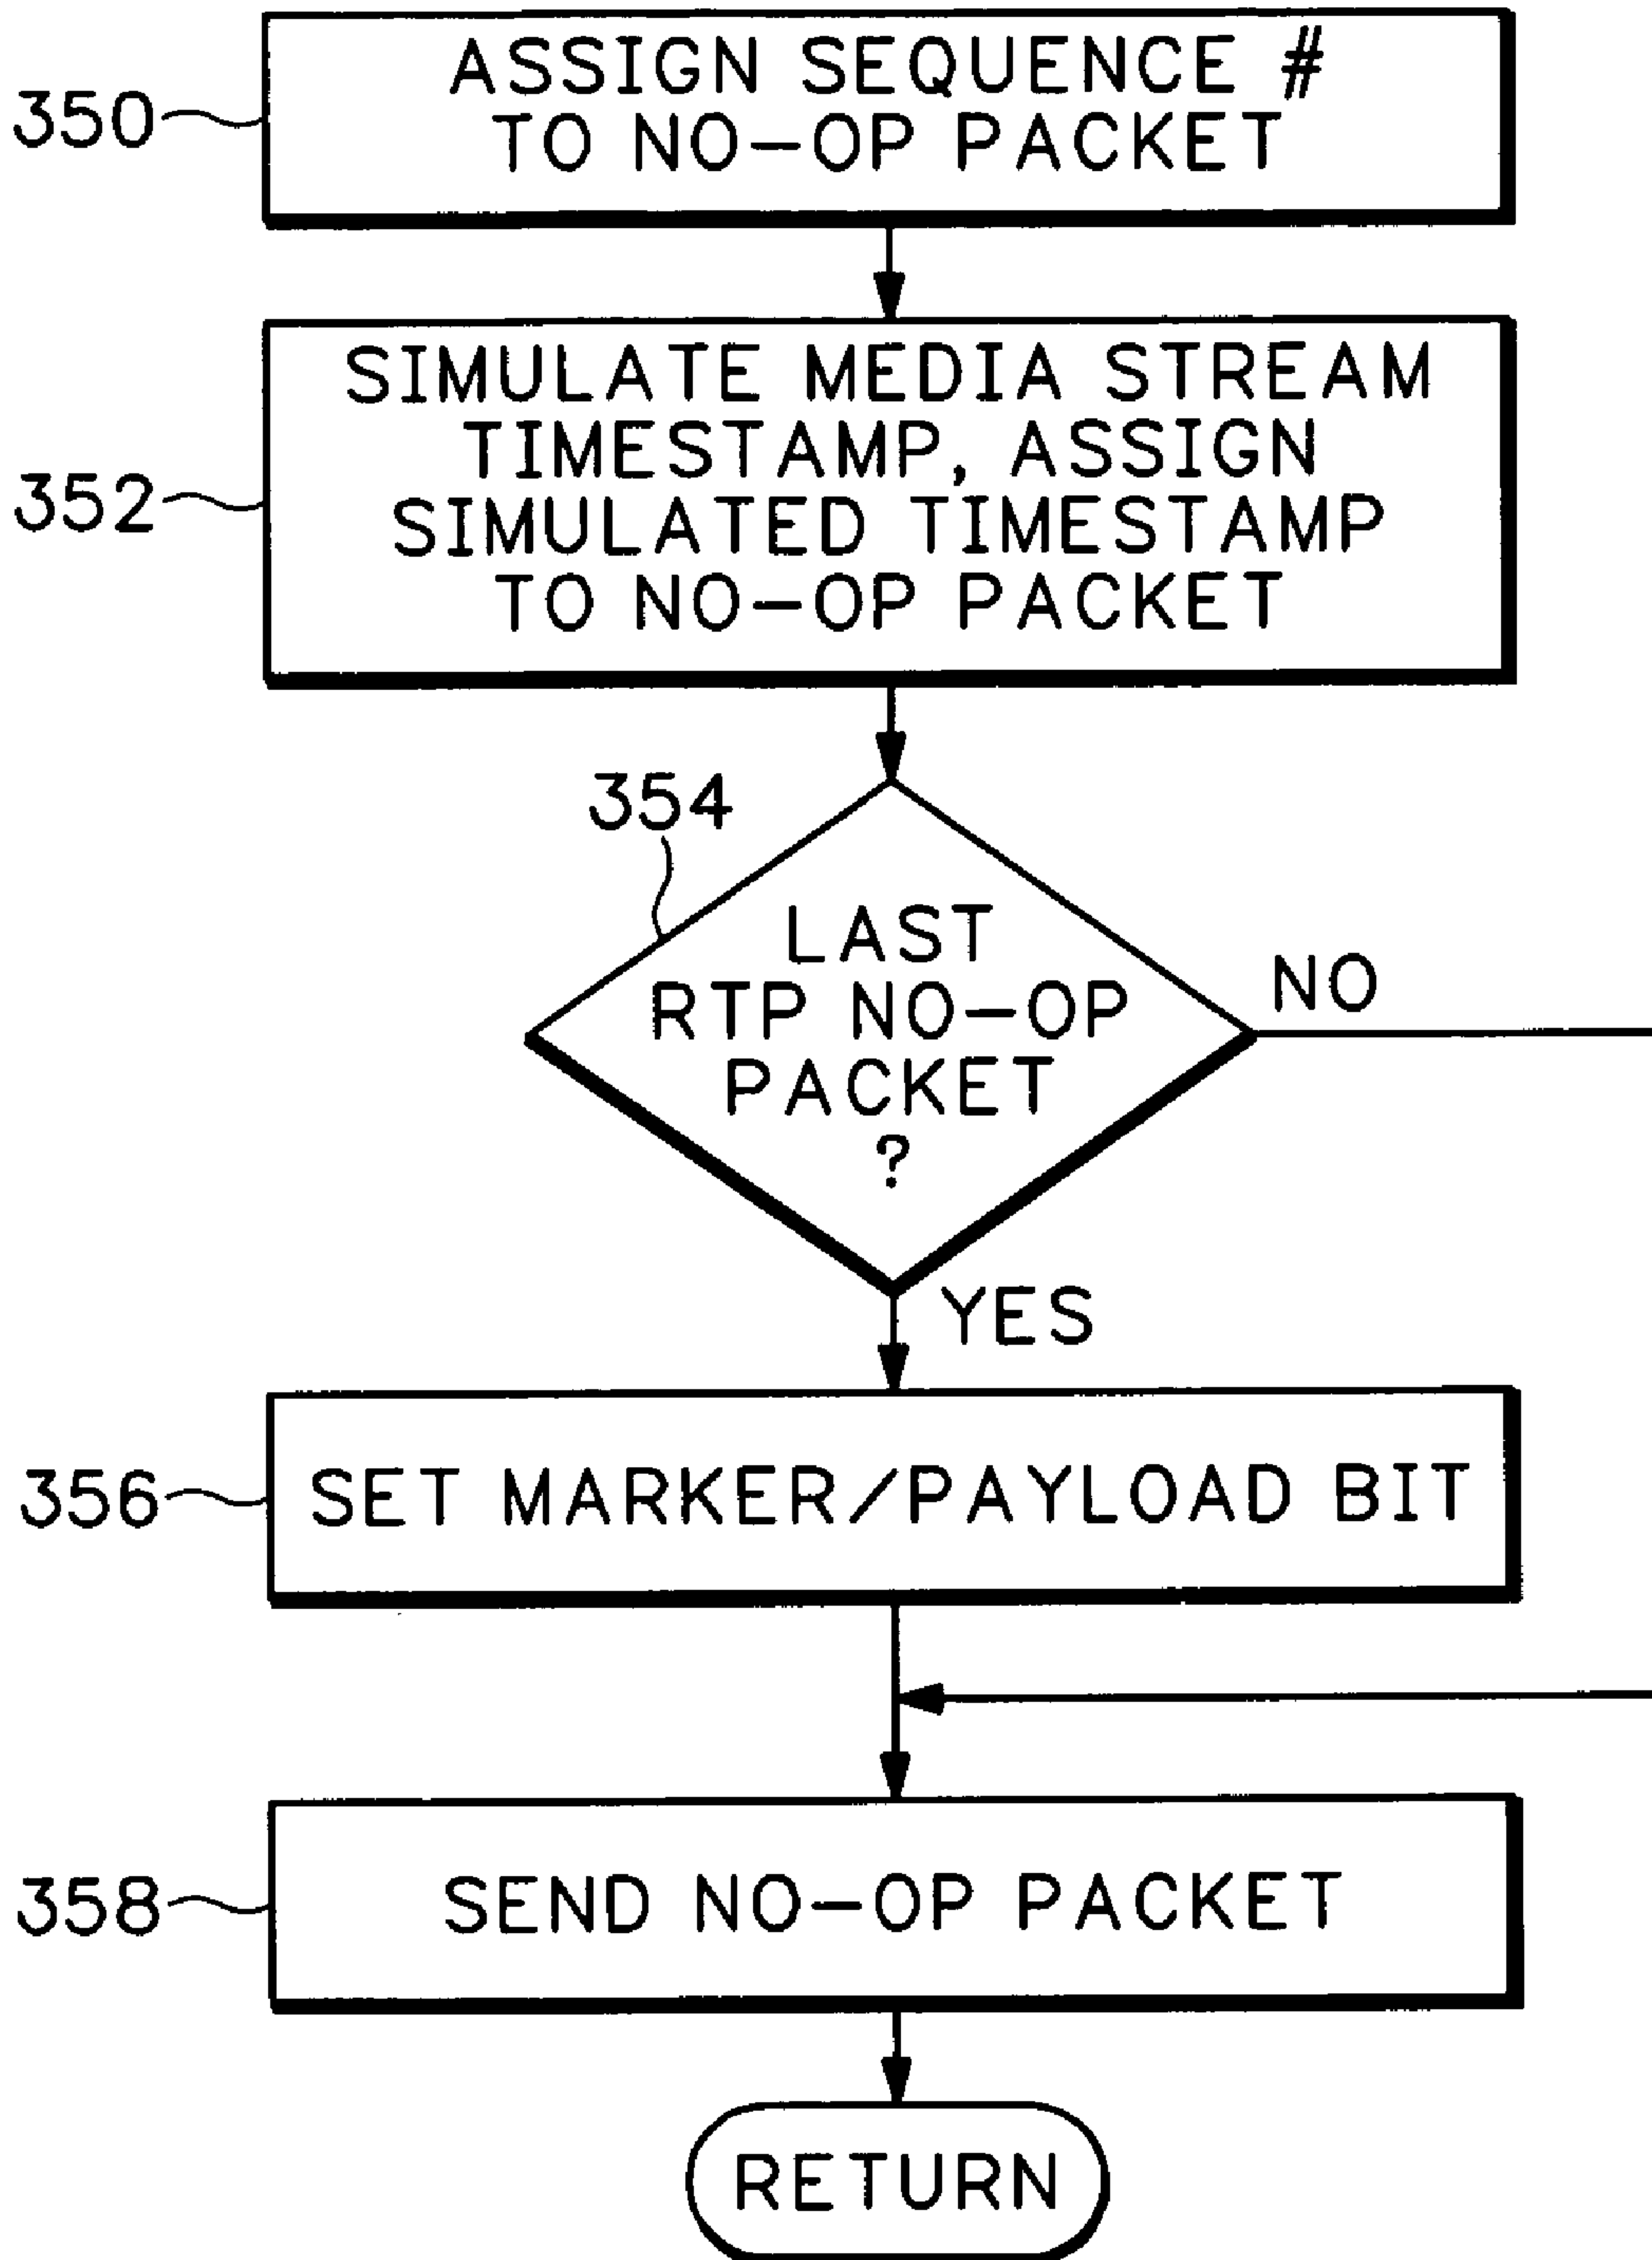 350
ASSIGN SEQUENCE #
TO NO-OP PACKET
352
SIMULATE MEDIA STREAM
TIMESTAMP, ASSIGN
SIMULATED TIMESTAMP
TO NO-OP PACKET
354
LAST
RTP NO-OP
PACKET
?
NO
YES
356
SET MARKER/PAYLOAD BIT
358
SEND NO-OP PACKET
RETURN